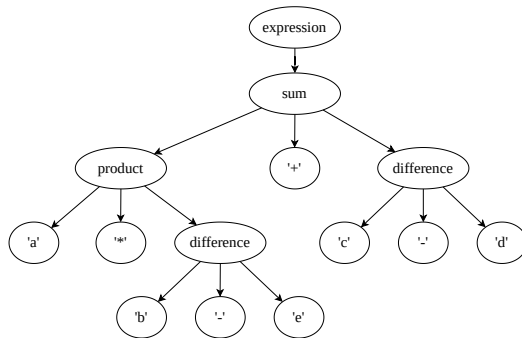 expression
sum
product '+' difference
'a' '*' difference 'c' '-' 'd'
'b' '-' 'e'